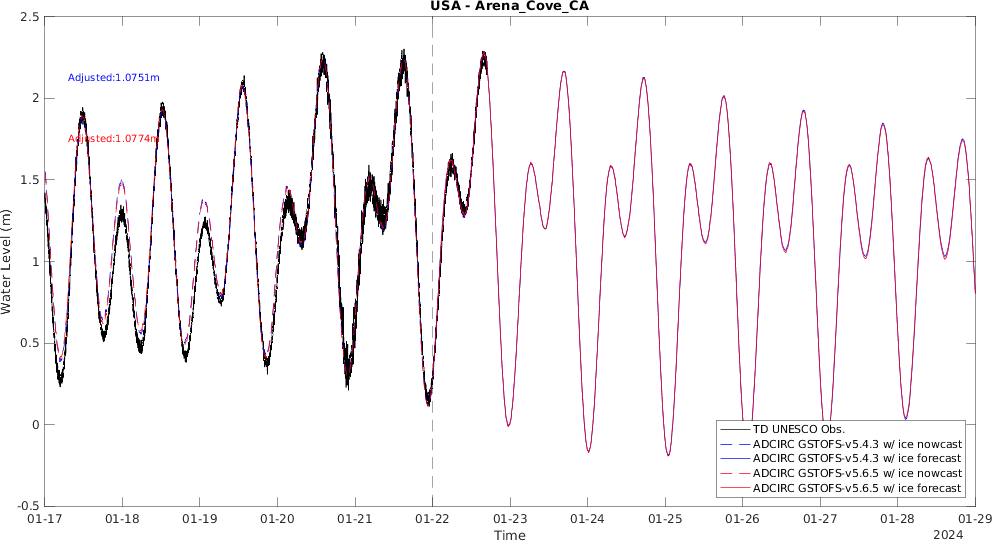 USA - Arena_Cove_CA
2.5
2
1.5
1
0.5
0
-0.5
Water Level (m)
Adjusted:1.0751m
Adjusted:1.0774m
TD UNESCO Obs.
ADCIRC GSTOFS-v5.4.3 w/ ice nowcast
ADCIRC GSTOFS-v5.4.3 w/ ice forecast
ADCIRC GSTOFS-v5.6.5 w/ ice nowcast
ADCIRC GSTOFS-v5.6.5 w/ ice forecast
01-17 01-18 01-19 01-20 01-21 01-22 01-23 01-24 01-25 01-26 01-27 01-28 01-29
Time
2024